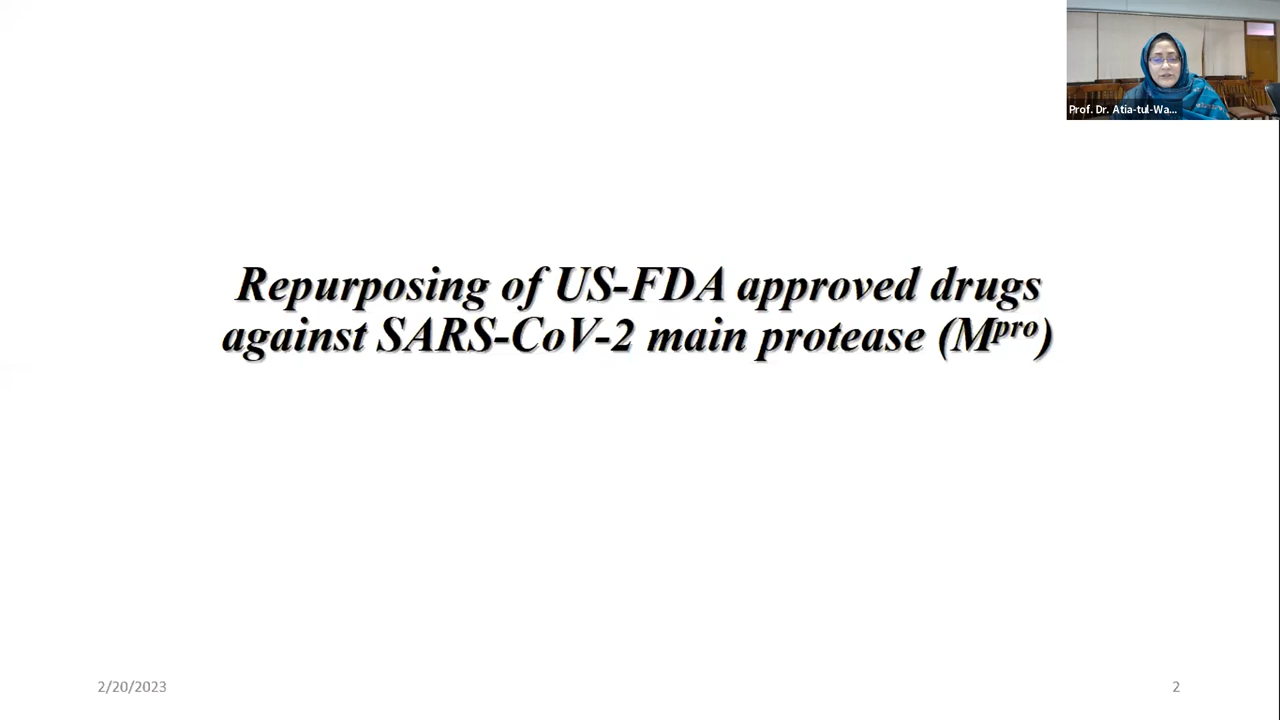 Prof. Dr. Atia-tul-Wa...
Repurposing of US-FDA approved drugs
against SARS-CoV-2 main protease (Mᵖʳᵒ)
2/20/2023
2